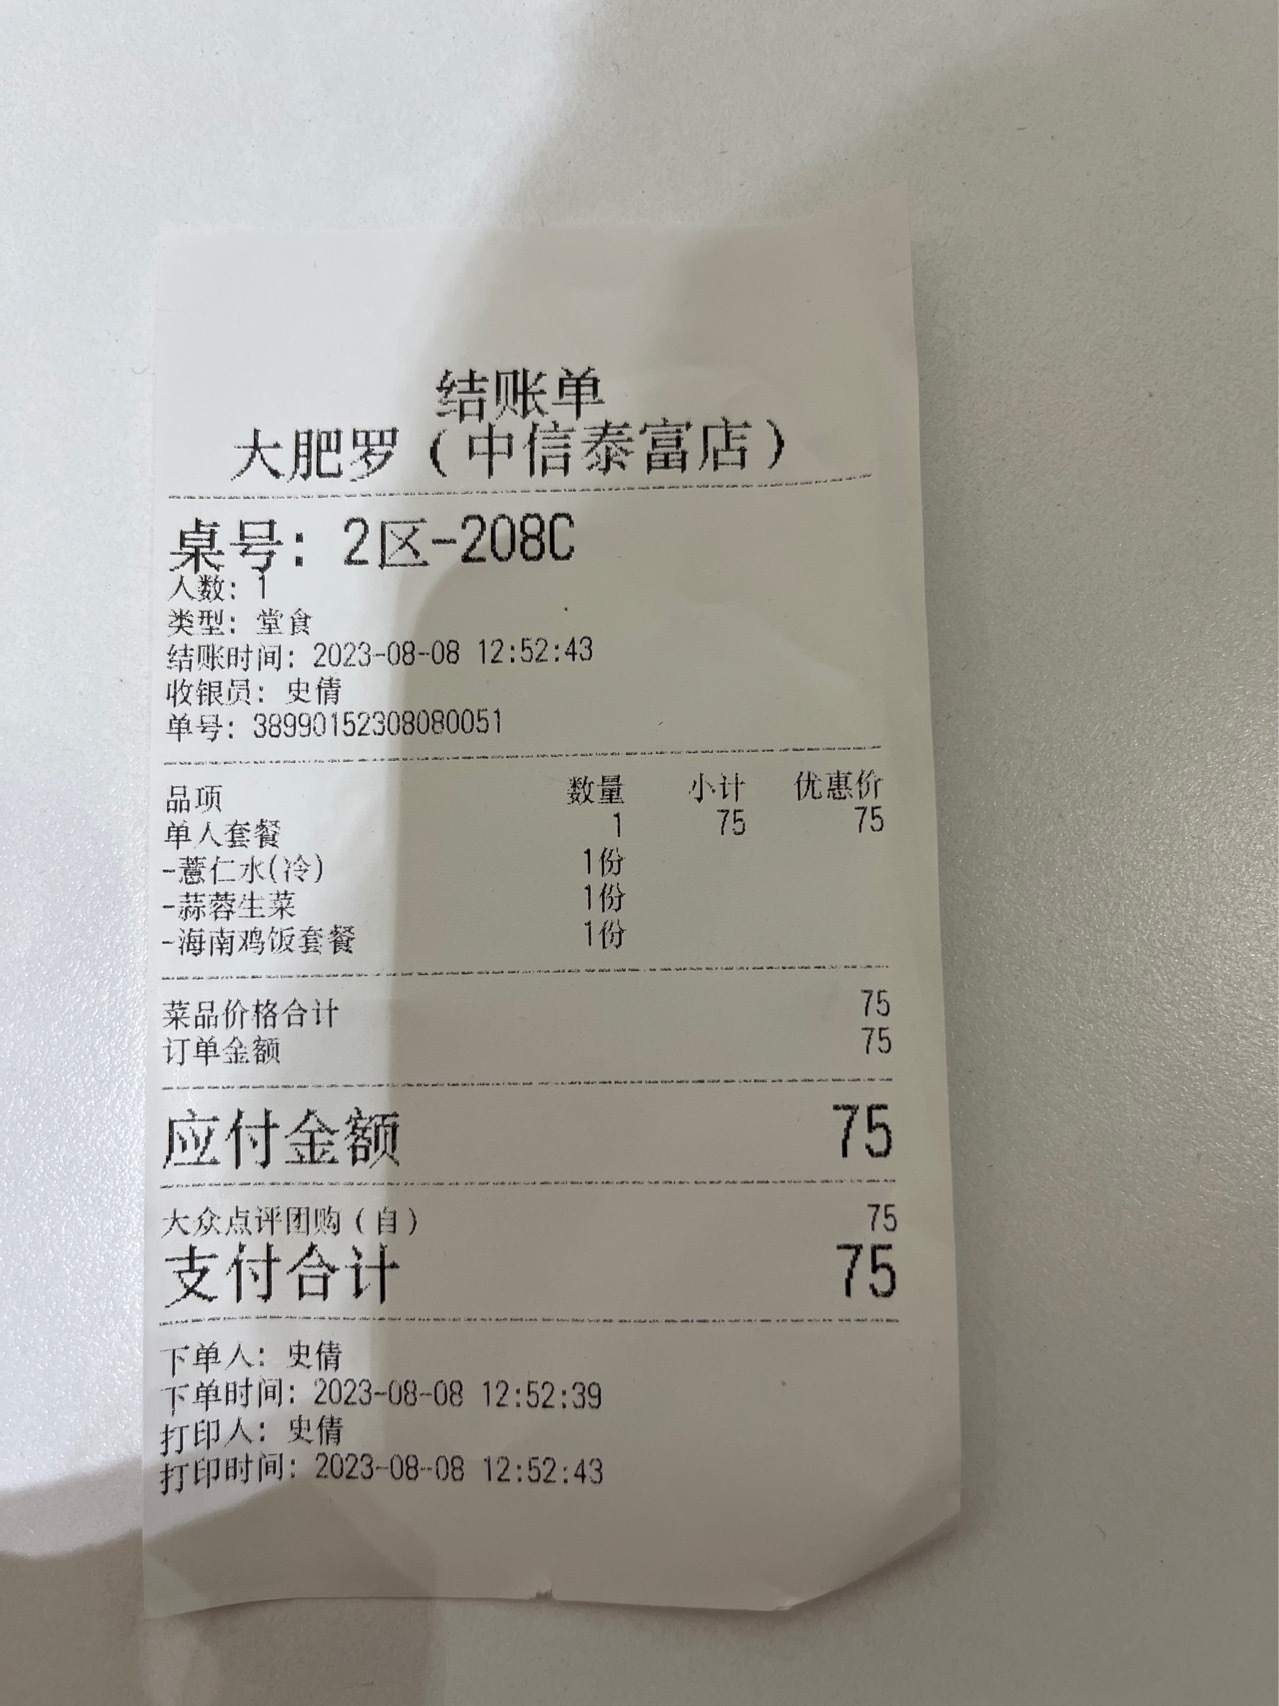 结账单
大肥罗（中信泰富店）
桌号: 2区-208C
人数: 1
类型: 堂食
结账时间: 2023-08-08 12:52:43
收银员: 史倩
单号: 38990152308080051
品项 数量 小计 优惠价
单人套餐 1 75 75
-薏仁水(冷) 1份
-蒜蓉生菜 1份
-海南鸡饭套餐 1份
菜品价格合计 75
订单金额 75
应付金额 75
大众点评团购（自） 75
支付合计 75
下单人: 史倩
下单时间: 2023-08-08 12:52:39
打印人: 史倩
打印时间: 2023-08-08 12:52:43